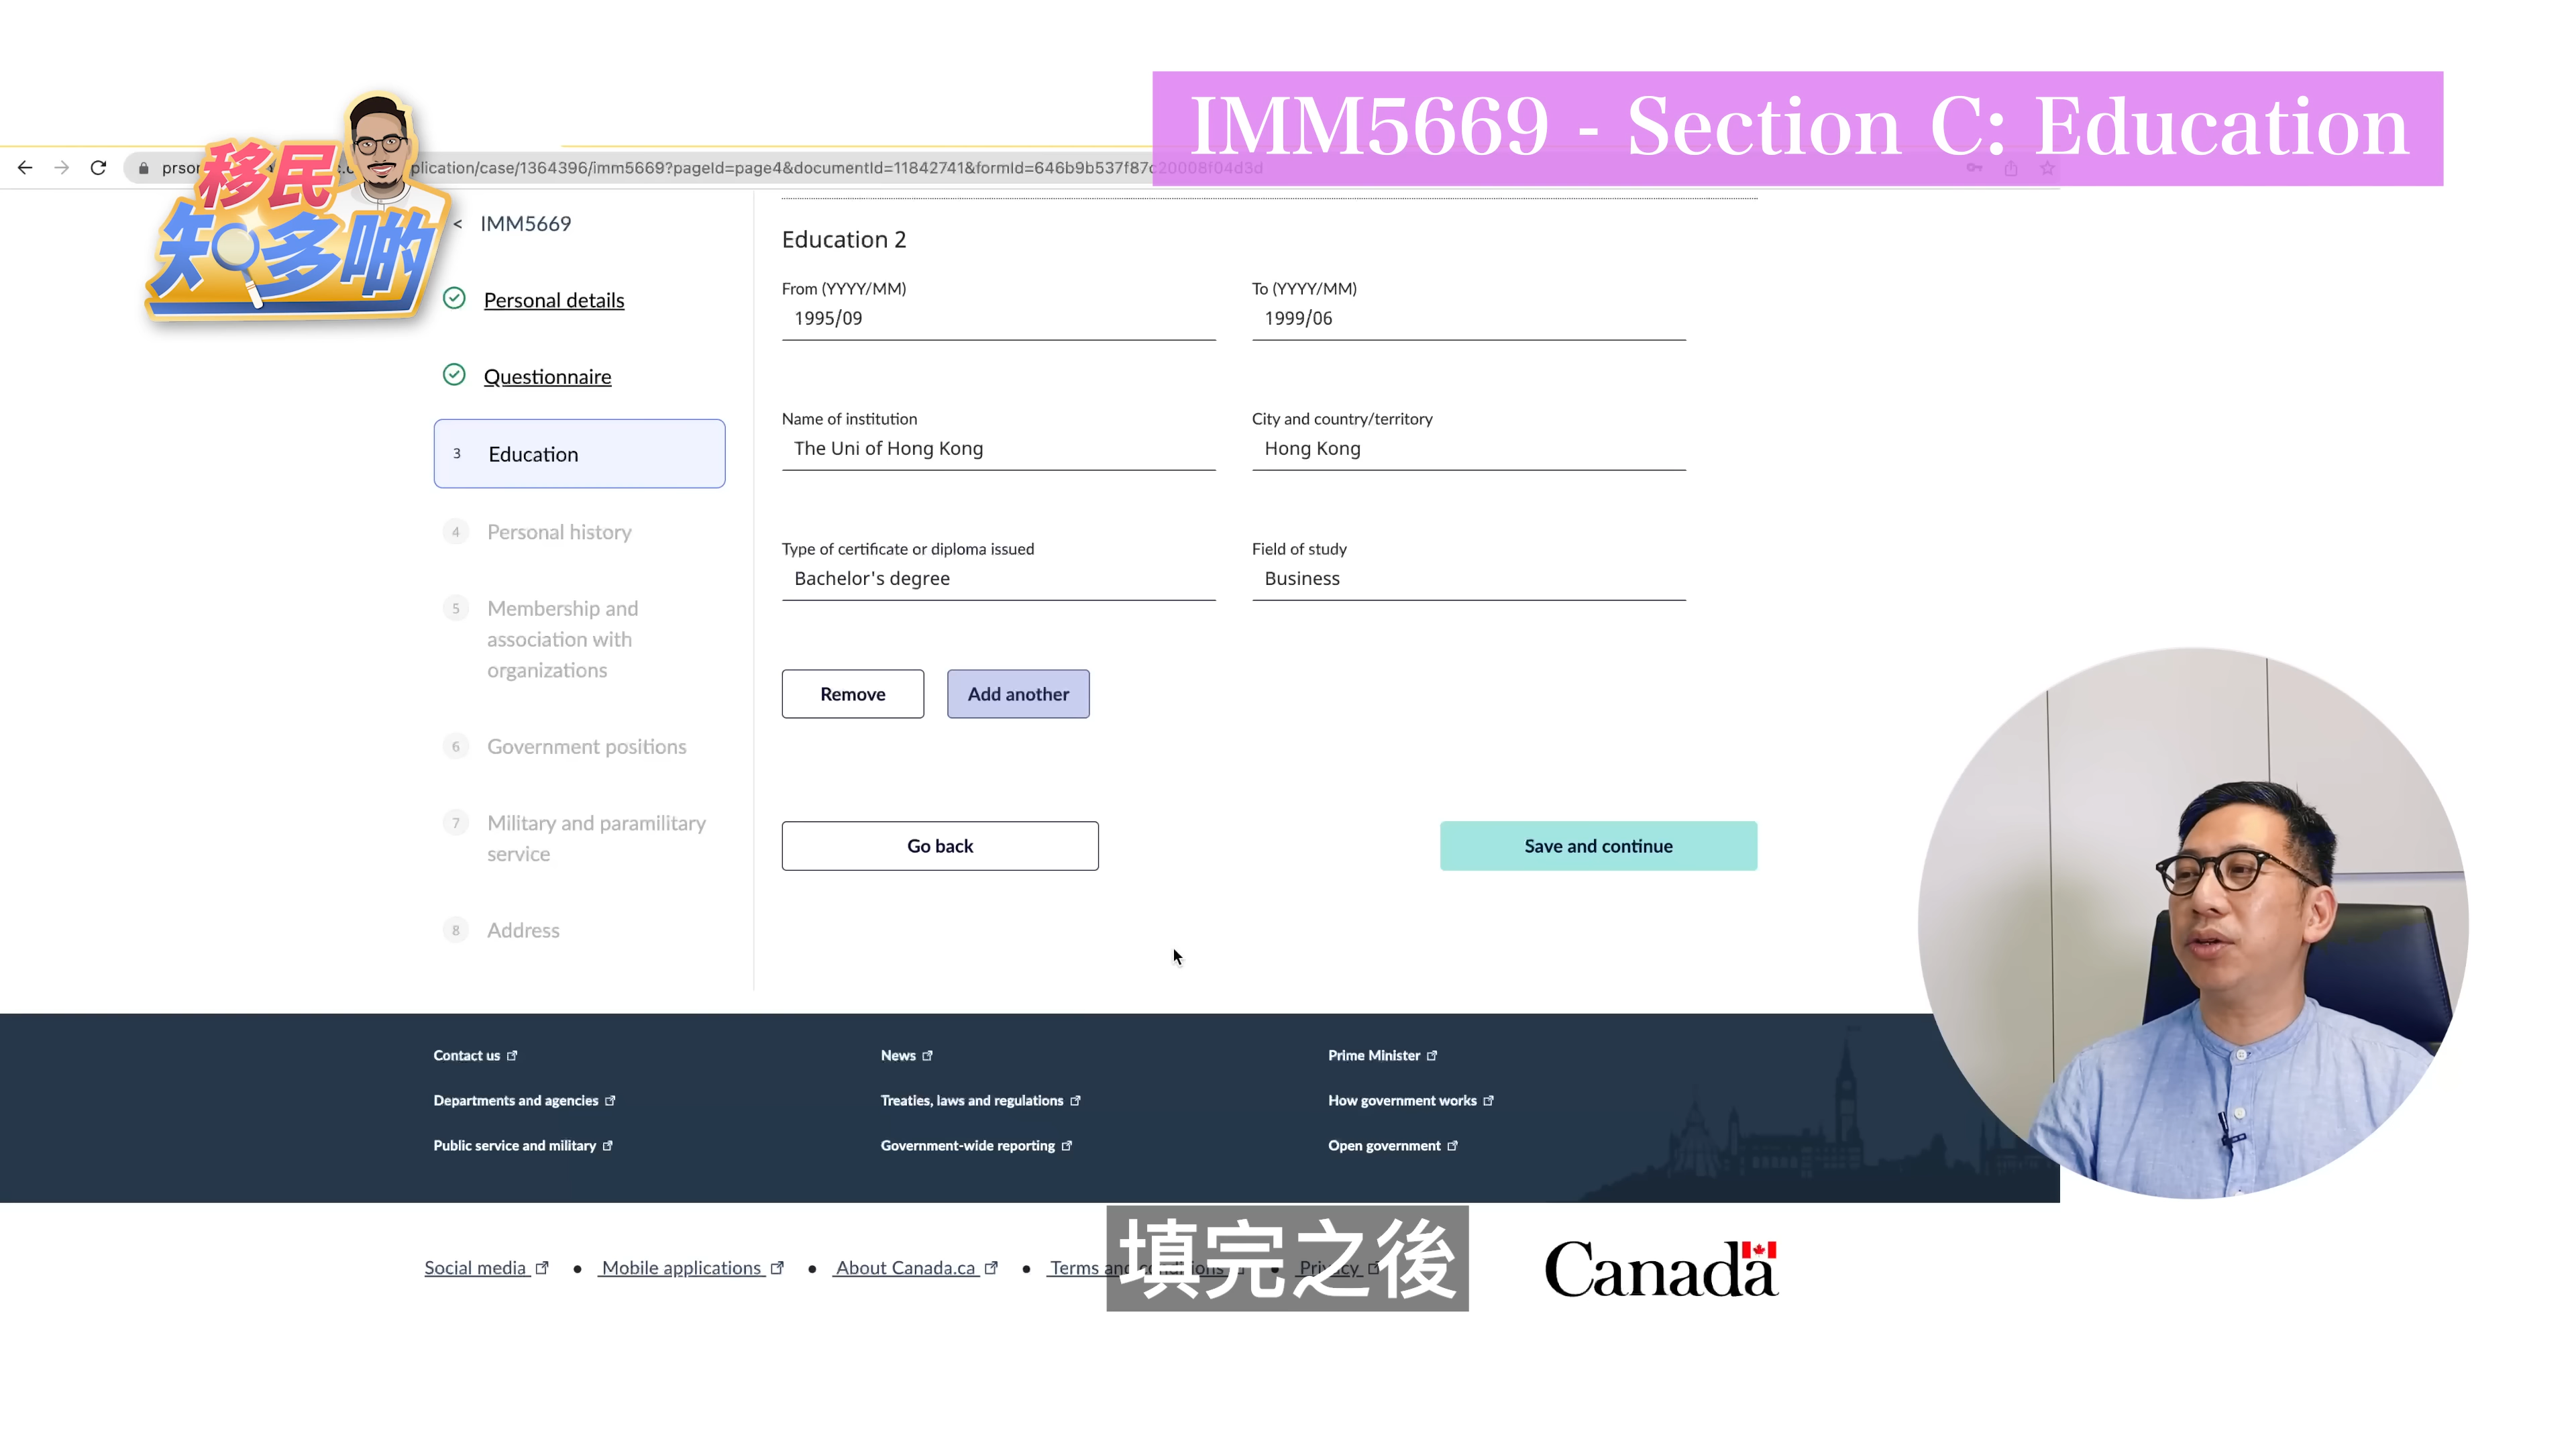 IMM5669 - Section C: Education
移民
知多啲
plication/case/1364396/imm5669?pageId=page4&documentId=11842741&formId=646b9b537f87c20008f04d3d
< IMM5669
Personal details
Questionnaire
3 Education
4 Personal history
5 Membership and
association with
organizations
6 Government positions
7 Military and paramilitary
service
8 Address
Education 2
From (YYYY/MM)
1995/09
To (YYYY/MM)
1999/06
Name of institution
The Uni of Hong Kong
City and country/territory
Hong Kong
Type of certificate or diploma issued
Bachelor's degree
Field of study
Business
Remove
Add another
Go back
Save and continue
Contact us
News
Prime Minister
Departments and agencies
Treaties, laws and regulations
How government works
Public service and military
Government-wide reporting
Open government
Social media • Mobile applications • About Canada.ca • Terms and conditions • Privacy
填完之後
Canada